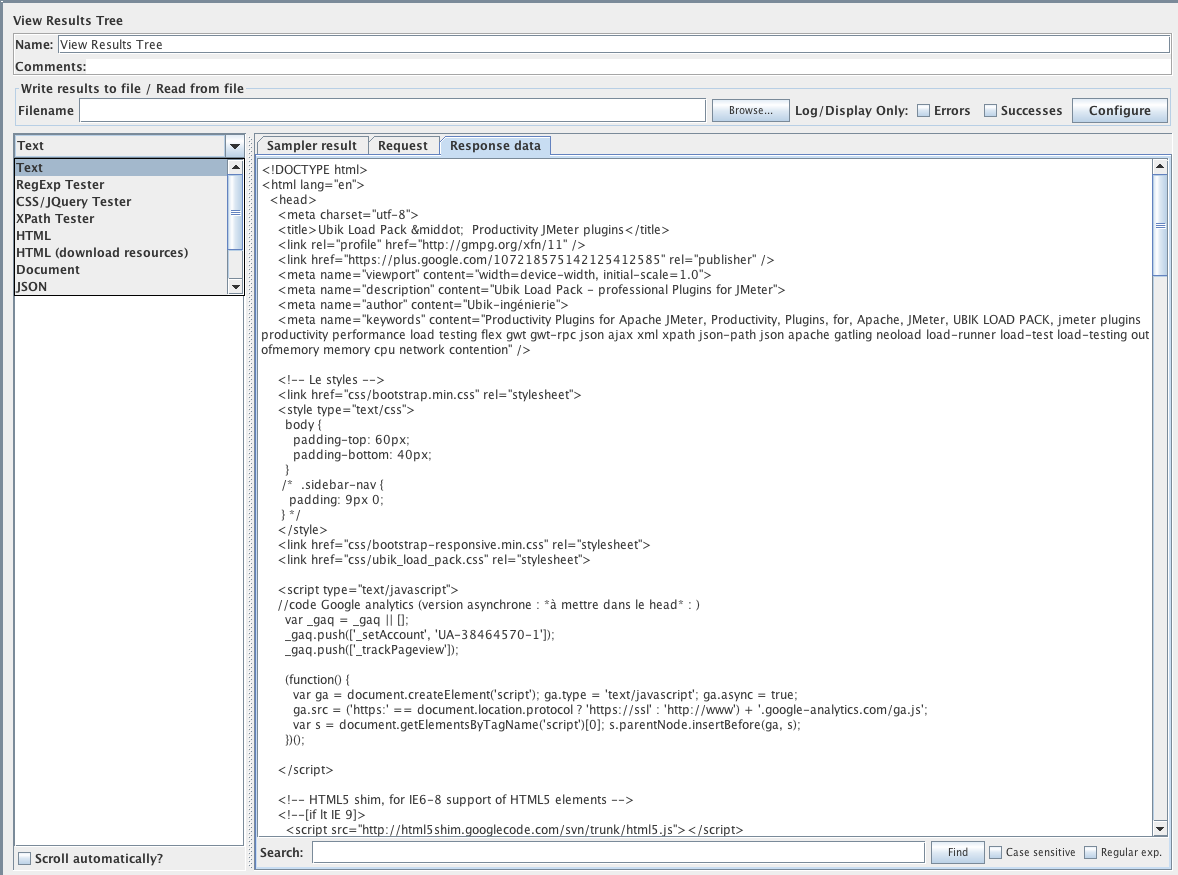 View Results Tree
Name: View Results Tree
Comments:
Write results to file / Read from file
Filename Browse... Log/Display Only: Errors Successes Configure
Text
Text
RegExp Tester
CSS/JQuery Tester
XPath Tester
HTML
HTML (download resources)
Document
JSON
Scroll automatically?
Sampler result Request Response data
<!DOCTYPE html>
<html lang="en">
<head>
<meta charset="utf-8">
<title>Ubik Load Pack &middot;  Productivity JMeter plugins</title>
<link rel="profile" href="http://gmpg.org/xfn/11" />
<link href="https://plus.google.com/107218575142125412585" rel="publisher" />
<meta name="viewport" content="width=device-width, initial-scale=1.0">
<meta name="description" content="Ubik Load Pack - professional Plugins for JMeter">
<meta name="author" content="Ubik-ingénierie">
<meta name="keywords" content="Productivity Plugins for Apache JMeter, Productivity, Plugins, for, Apache, JMeter, UBIK LOAD PACK, jmeter plugins
productivity performance load testing flex gwt gwt-rpc json ajax xml xpath json-path json apache gatling neoload load-runner load-test load-testing out
ofmemory memory cpu network contention" />
<!-- Le styles -->
<link href="css/bootstrap.min.css" rel="stylesheet">
<style type="text/css">
body {
padding-top: 60px;
padding-bottom: 40px;
}
/*  .sidebar-nav {
padding: 9px 0;
} */
</style>
<link href="css/bootstrap-responsive.min.css" rel="stylesheet">
<link href="css/ubik_load_pack.css" rel="stylesheet">
<script type="text/javascript">
//code Google analytics (version asynchrone : *à mettre dans le head* : )
var _gaq = _gaq || [];
_gaq.push(['_setAccount', 'UA-38464570-1']);
_gaq.push(['_trackPageview']);
(function() {
var ga = document.createElement('script'); ga.type = 'text/javascript'; ga.async = true;
ga.src = ('https:' == document.location.protocol ? 'https://ssl' : 'http://www') + '.google-analytics.com/ga.js';
var s = document.getElementsByTagName('script')[0]; s.parentNode.insertBefore(ga, s);
})();
</script>
<!-- HTML5 shim, for IE6-8 support of HTML5 elements -->
<!--[if lt IE 9]>
<script src="http://html5shim.googlecode.com/svn/trunk/html5.js"></script>
Search: Find Case sensitive Regular exp.